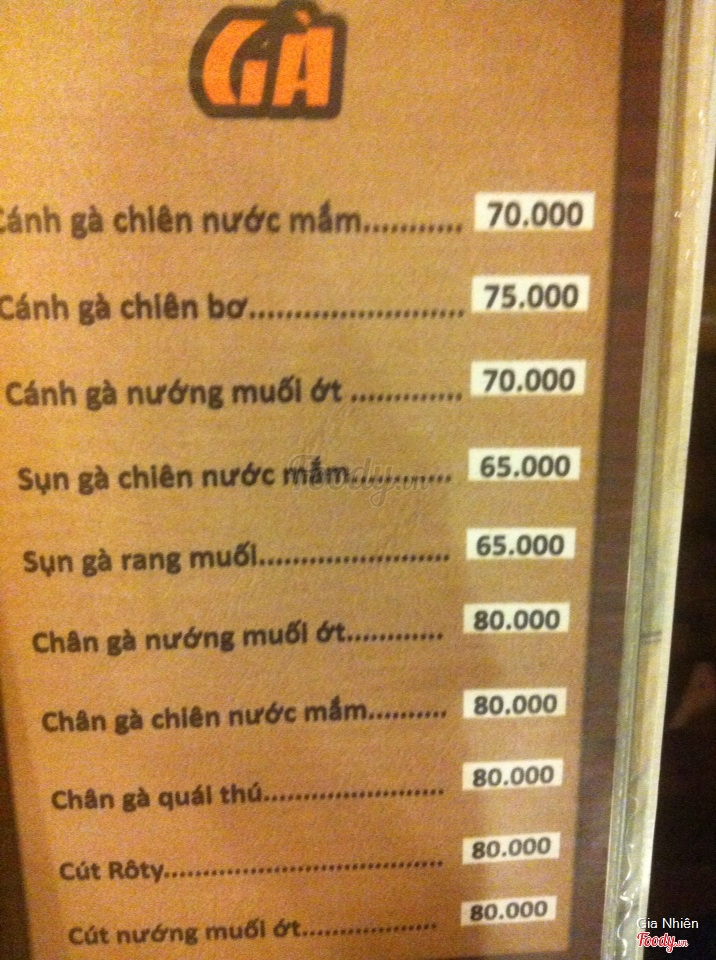 GÀ
Cánh gà chiên nước mắm........... 70.000
Cánh gà chiên bơ........................ 75.000
Cánh gà nướng muối ớt ............ 70.000
Sụn gà chiên nước mắm........... 65.000
Foody.vn
Sụn gà rang muối..................... 65.000
Chân gà nướng muối ớt............ 80.000
Chân gà chiên nước mắm.......... 80.000
Chân gà quái thú...................... 80.000
Cút Rôty.................................. 80.000
Cút nướng muối ớt.................. 80.000
Gia Nhiên
Foody.vn